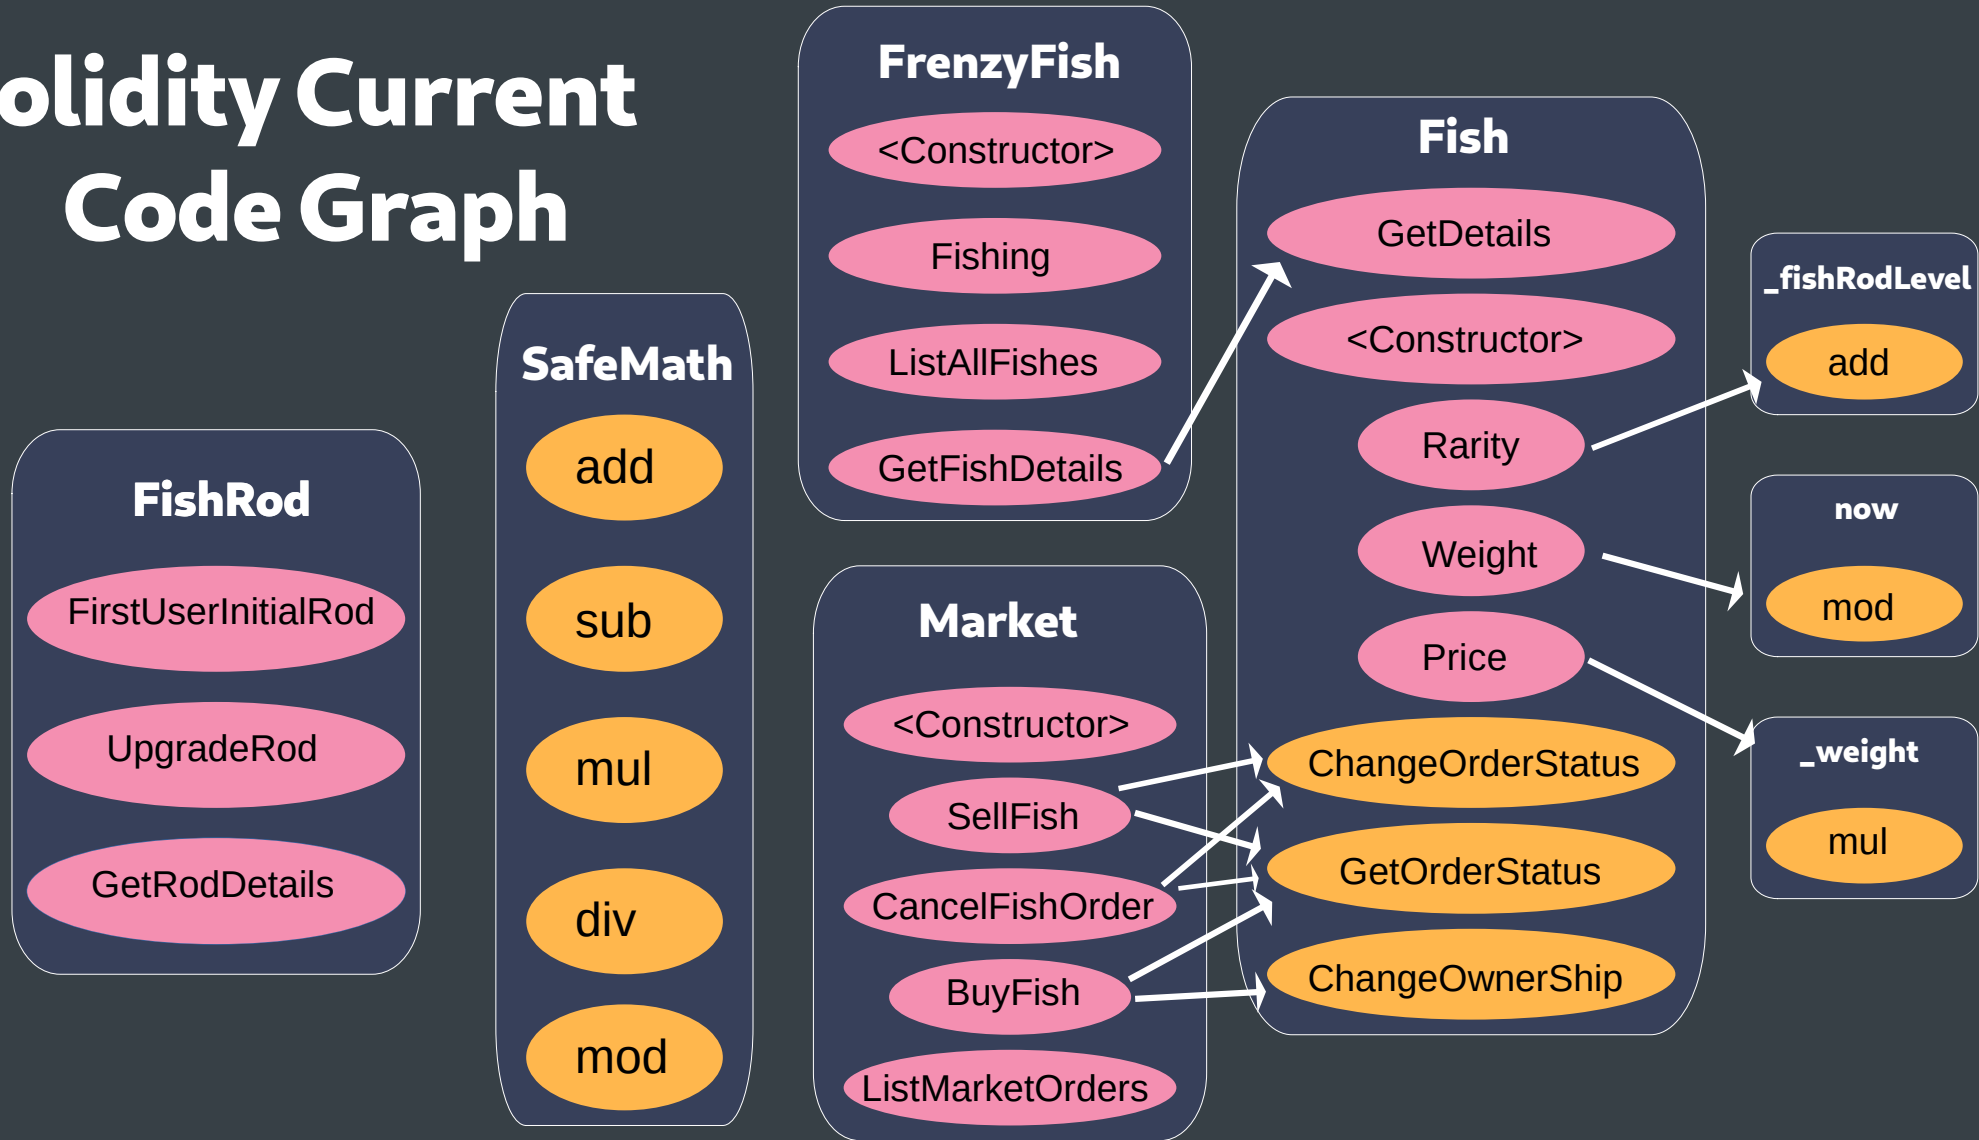 olidity Current
Code Graph
FishRod
FirstUserInitialRod
UpgradeRod
GetRodDetails
SafeMath
add
sub
mul
div
mod
FrenzyFish
<Constructor>
Fishing
ListAllFishes
GetFishDetails
Market
<Constructor>
SellFish
CancelFishOrder
BuyFish
ListMarketOrders
Fish
GetDetails
<Constructor>
Rarity
Weight
Price
ChangeOrderStatus
GetOrderStatus
ChangeOwnerShip
_fishRodLevel
add
now
mod
_weight
mul